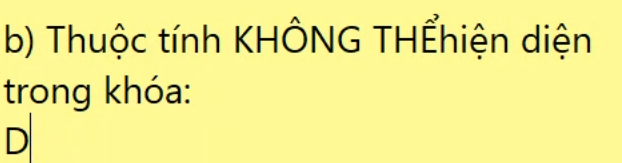 b) Thuộc tính KHÔNG THỂhiện diện
trong khóa:
D